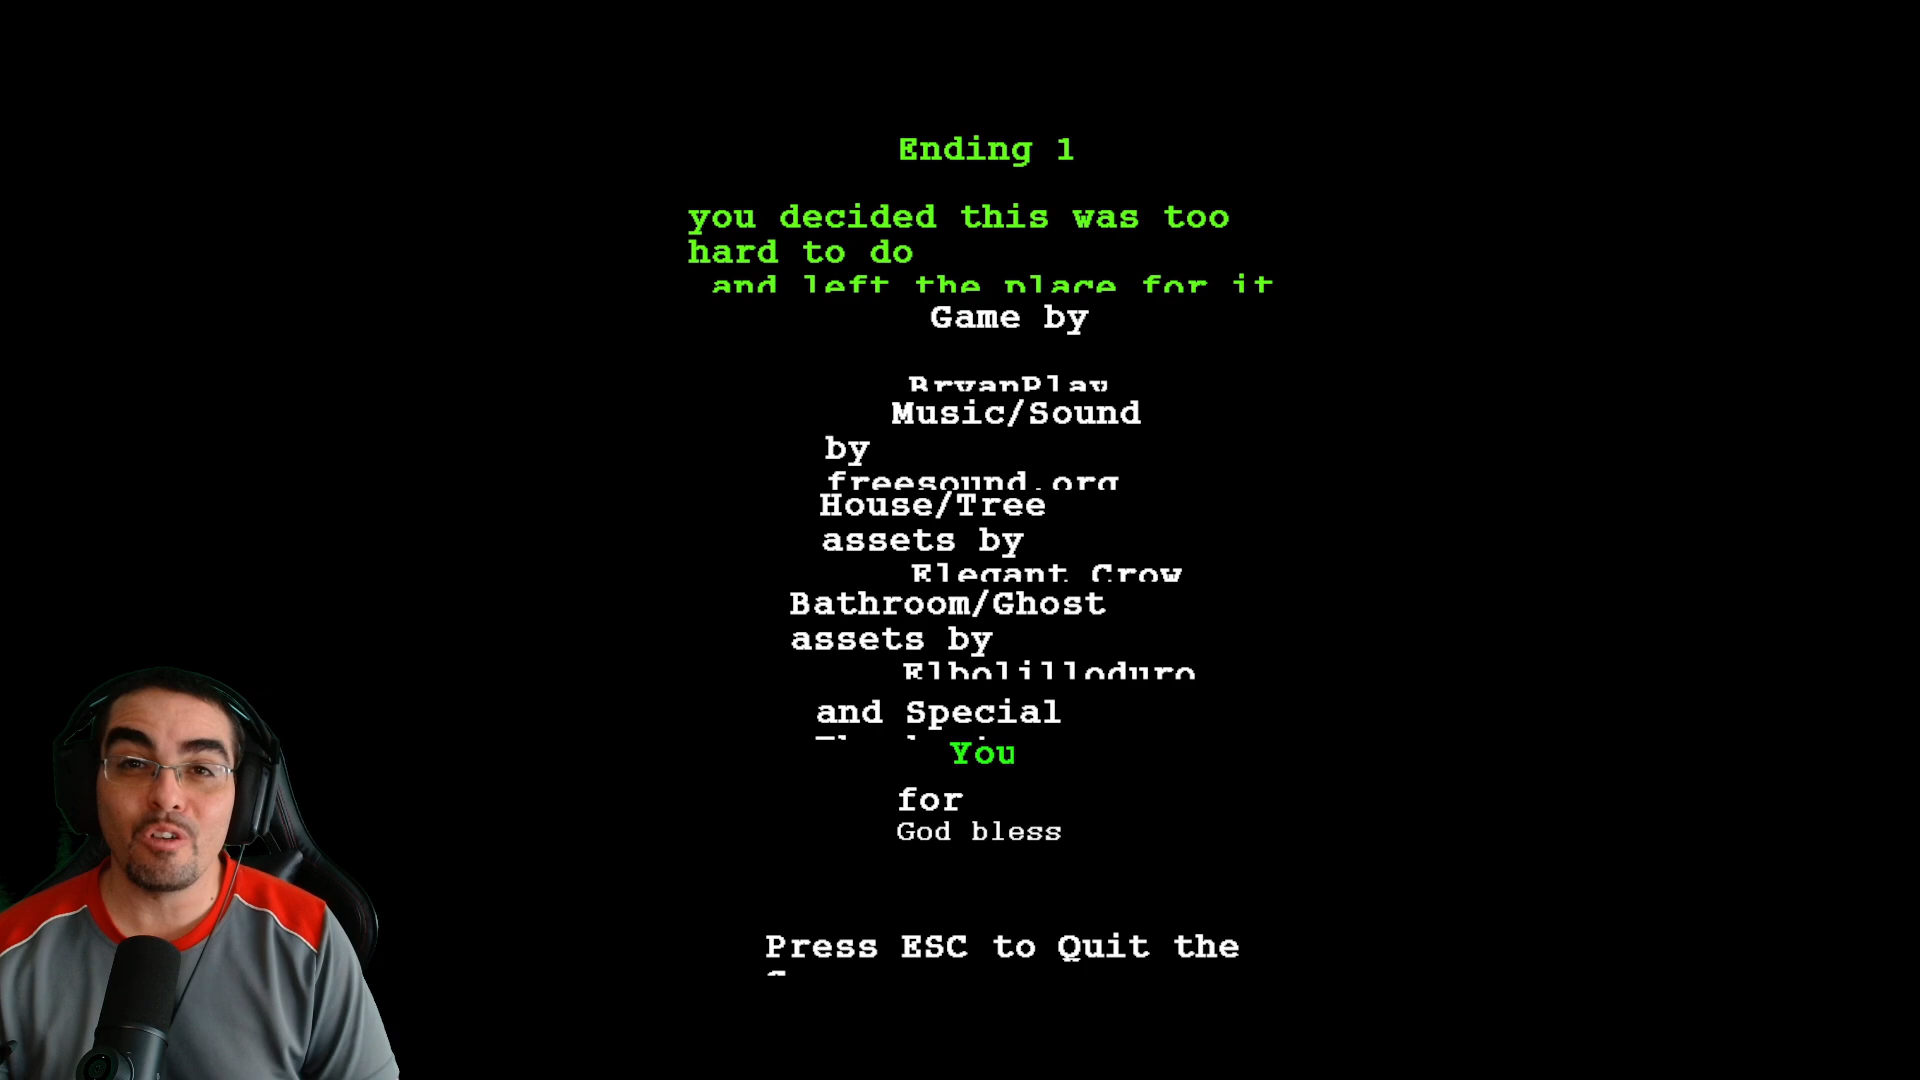 Ending 1
you decided this was too
hard to do
and left the place for it
Game by
BryanPlay
Music/Sound
by
freesound.org
House/Tree
assets by
Elegant Crow
Bathroom/Ghost
assets by
Elbolilloduro
and Special
You
for
God bless
Press ESC to Quit the